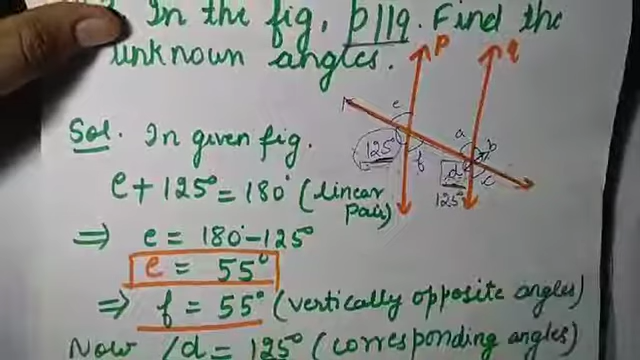 In the fig, p||q. Find the
unknown angles.
p
q
e
125°
f
a
b
d
c
125°
Sol. In given fig.
e + 125° = 180° (linear pair)
⇒ e = 180° - 125°
e = 55°
⇒ f = 55° (vertically opposite angles)
Now ∠d = 125° (corresponding angles)